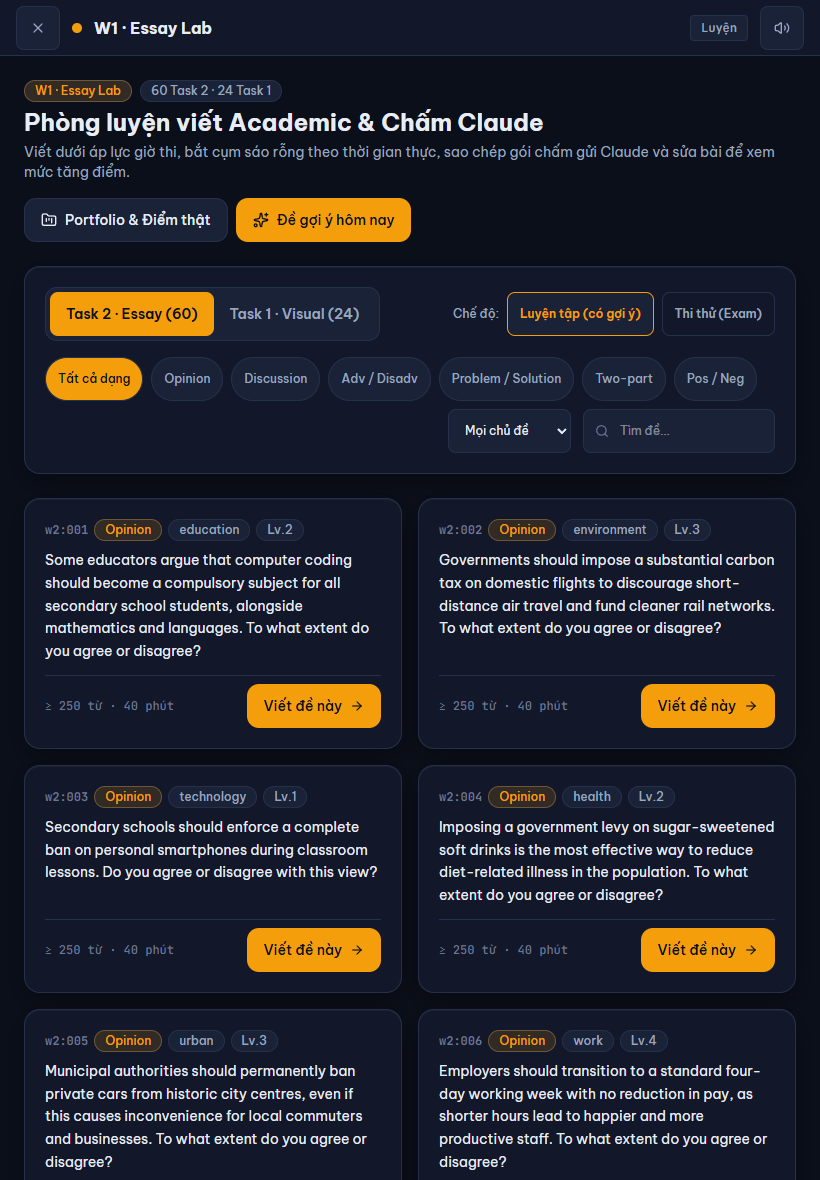 W1 · Essay Lab
Luyện
W1 · Essay Lab
60 Task 2 · 24 Task 1
Phòng luyện viết Academic & Chấm Claude
Viết dưới áp lực giờ thi, bắt cụm sáo rỗng theo thời gian thực, sao chép gói chấm gửi Claude và sửa bài để xem
mức tăng điểm.
Portfolio & Điểm thật
Đề gợi ý hôm nay
Task 2 · Essay (60)
Task 1 · Visual (24)
Chế độ:
Luyện tập (có gợi ý)
Thi thử (Exam)
Tất cả dạng
Opinion
Discussion
Adv / Disadv
Problem / Solution
Two-part
Pos / Neg
Mọi chủ đề
Tìm đề...
w2:001 Opinion education Lv.2
Some educators argue that computer coding
should become a compulsory subject for all
secondary school students, alongside
mathematics and languages. To what extent do
you agree or disagree?
≥ 250 từ · 40 phút
Viết đề này →
w2:002 Opinion environment Lv.3
Governments should impose a substantial carbon
tax on domestic flights to discourage short-
distance air travel and fund cleaner rail networks.
To what extent do you agree or disagree?
≥ 250 từ · 40 phút
Viết đề này →
w2:003 Opinion technology Lv.1
Secondary schools should enforce a complete
ban on personal smartphones during classroom
lessons. Do you agree or disagree with this view?
≥ 250 từ · 40 phút
Viết đề này →
w2:004 Opinion health Lv.2
Imposing a government levy on sugar-sweetened
soft drinks is the most effective way to reduce
diet-related illness in the population. To what
extent do you agree or disagree?
≥ 250 từ · 40 phút
Viết đề này →
w2:005 Opinion urban Lv.3
Municipal authorities should permanently ban
private cars from historic city centres, even if
this causes inconvenience for local commuters
and businesses. To what extent do you agree or
disagree?
w2:006 Opinion work Lv.4
Employers should transition to a standard four-
day working week with no reduction in pay, as
shorter hours lead to happier and more
productive staff. To what extent do you agree or
disagree?